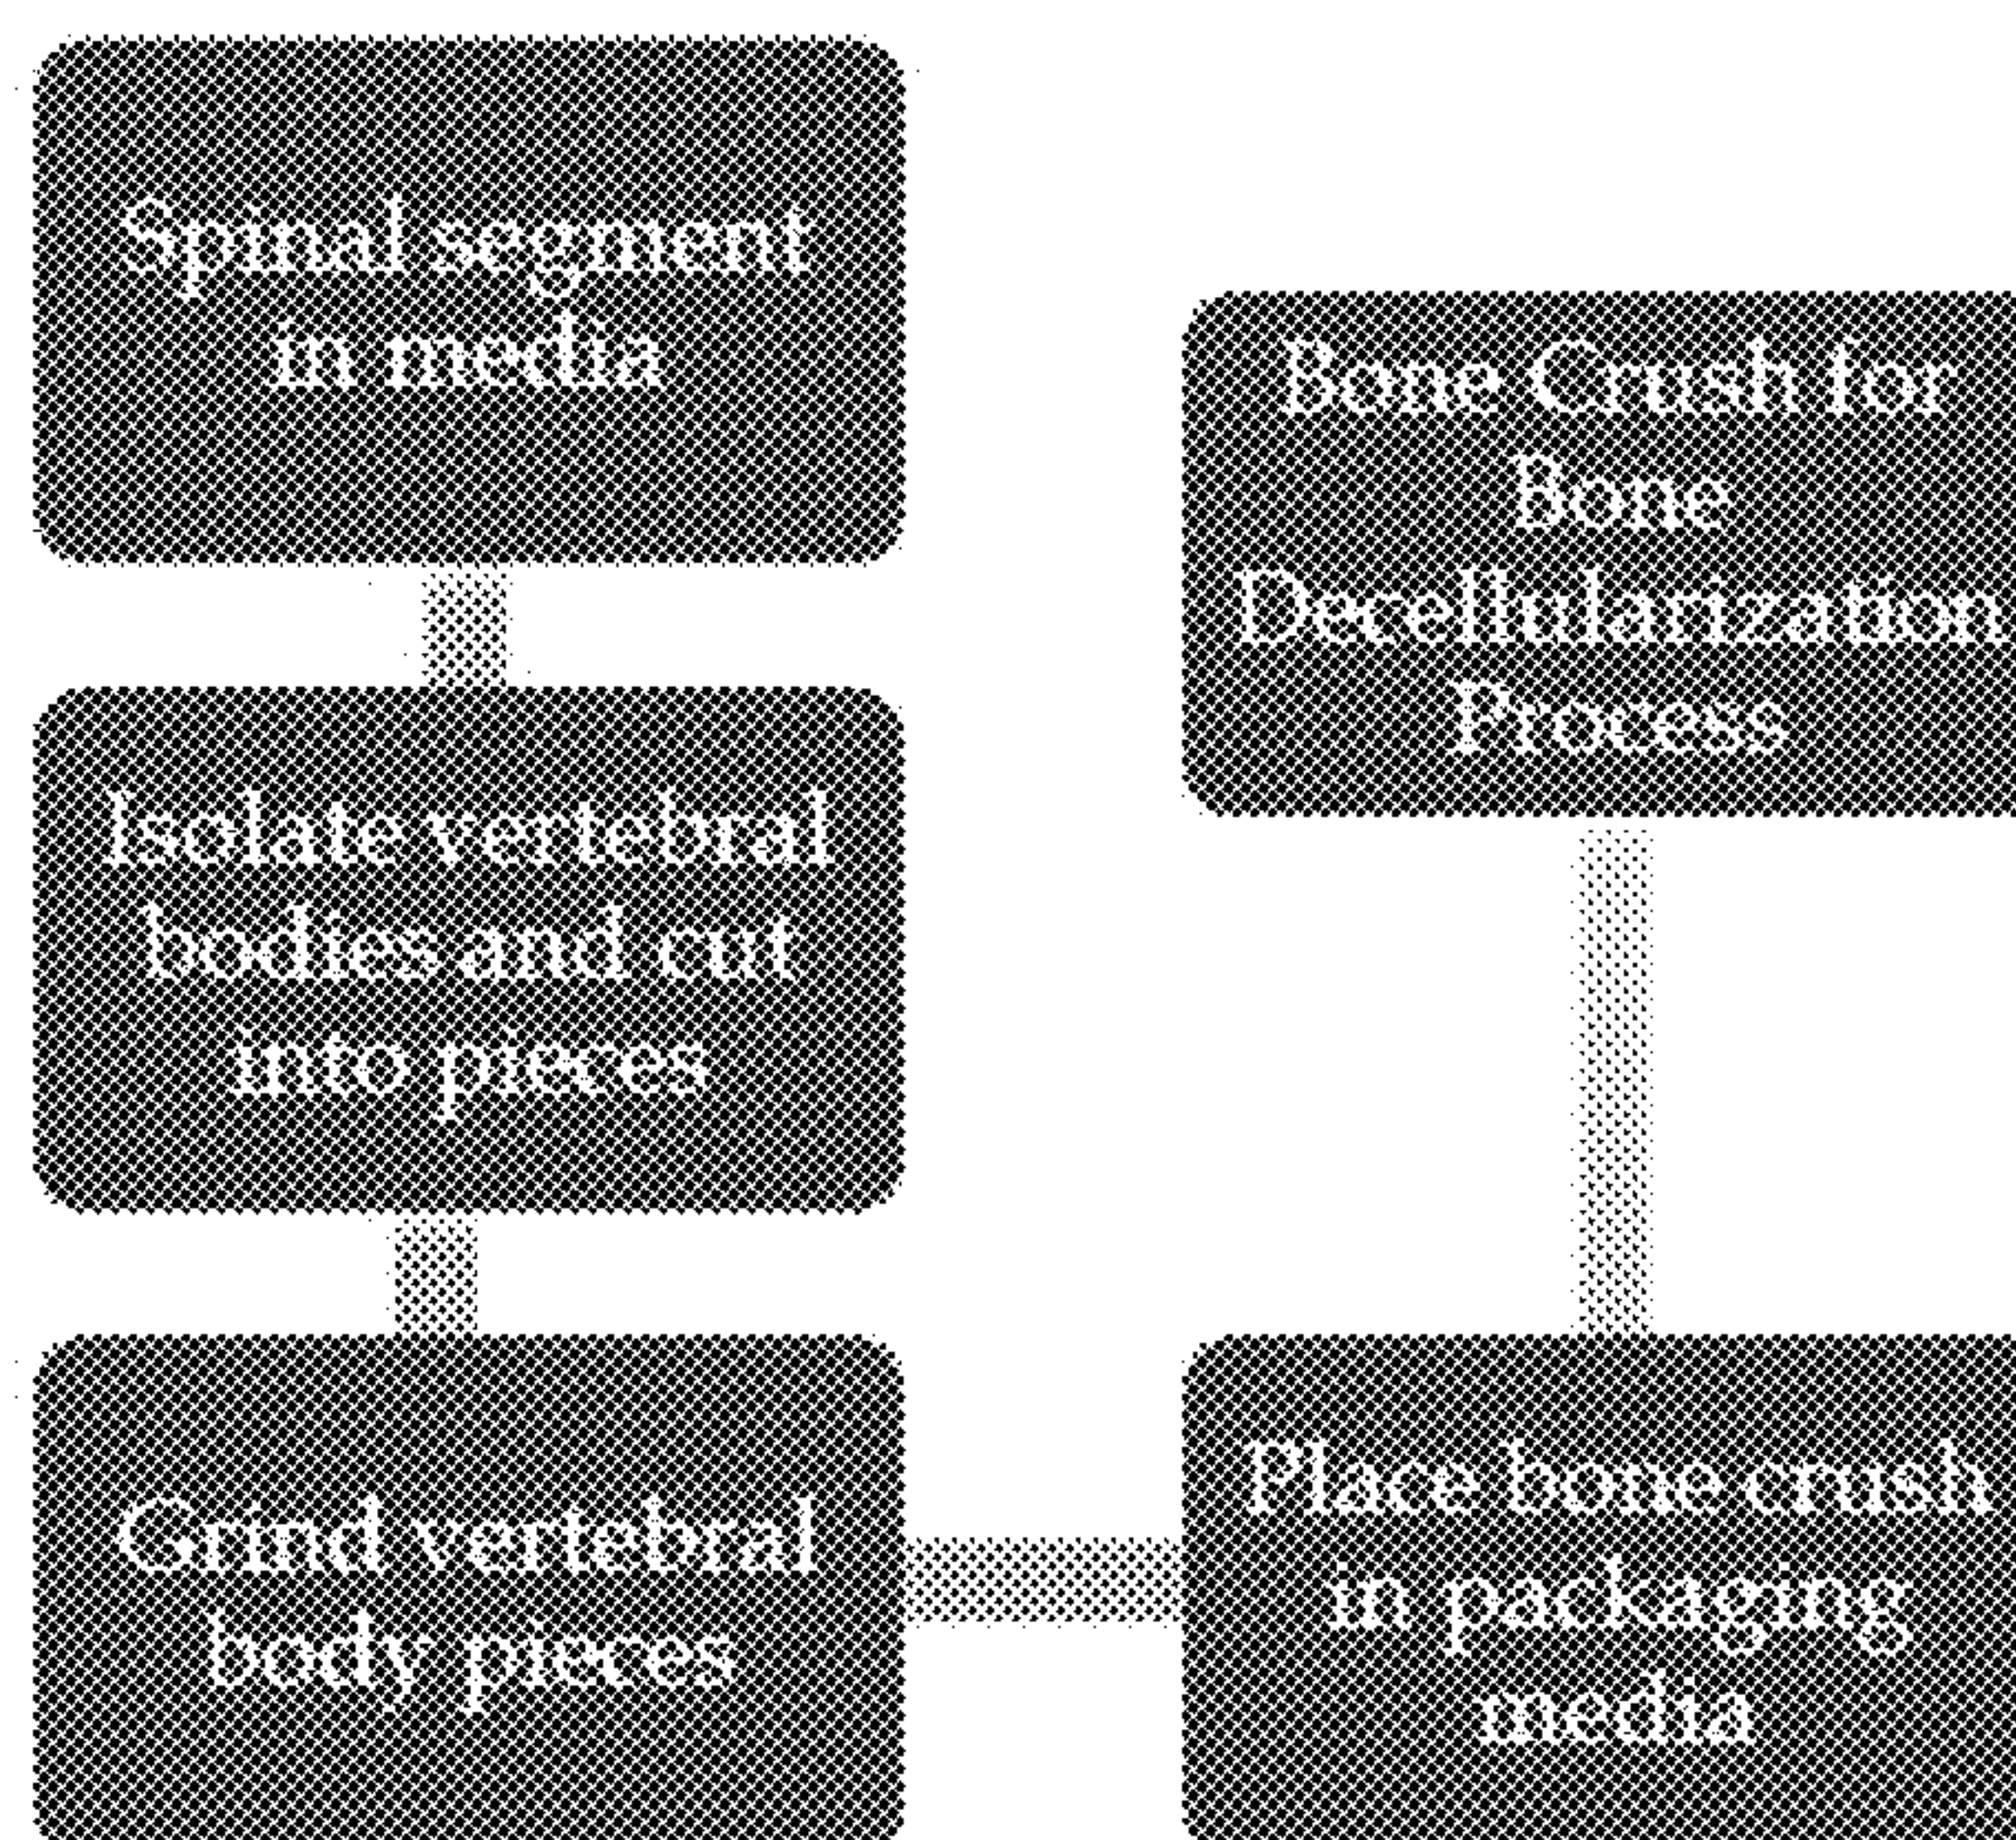 Spinal segment
in media
Isolate vertebral
bodies and cut
into pieces
Grind vertebral
body pieces
Bone Crush for
Bone
Decellularization
Process
Place bone crush
in packaging
media